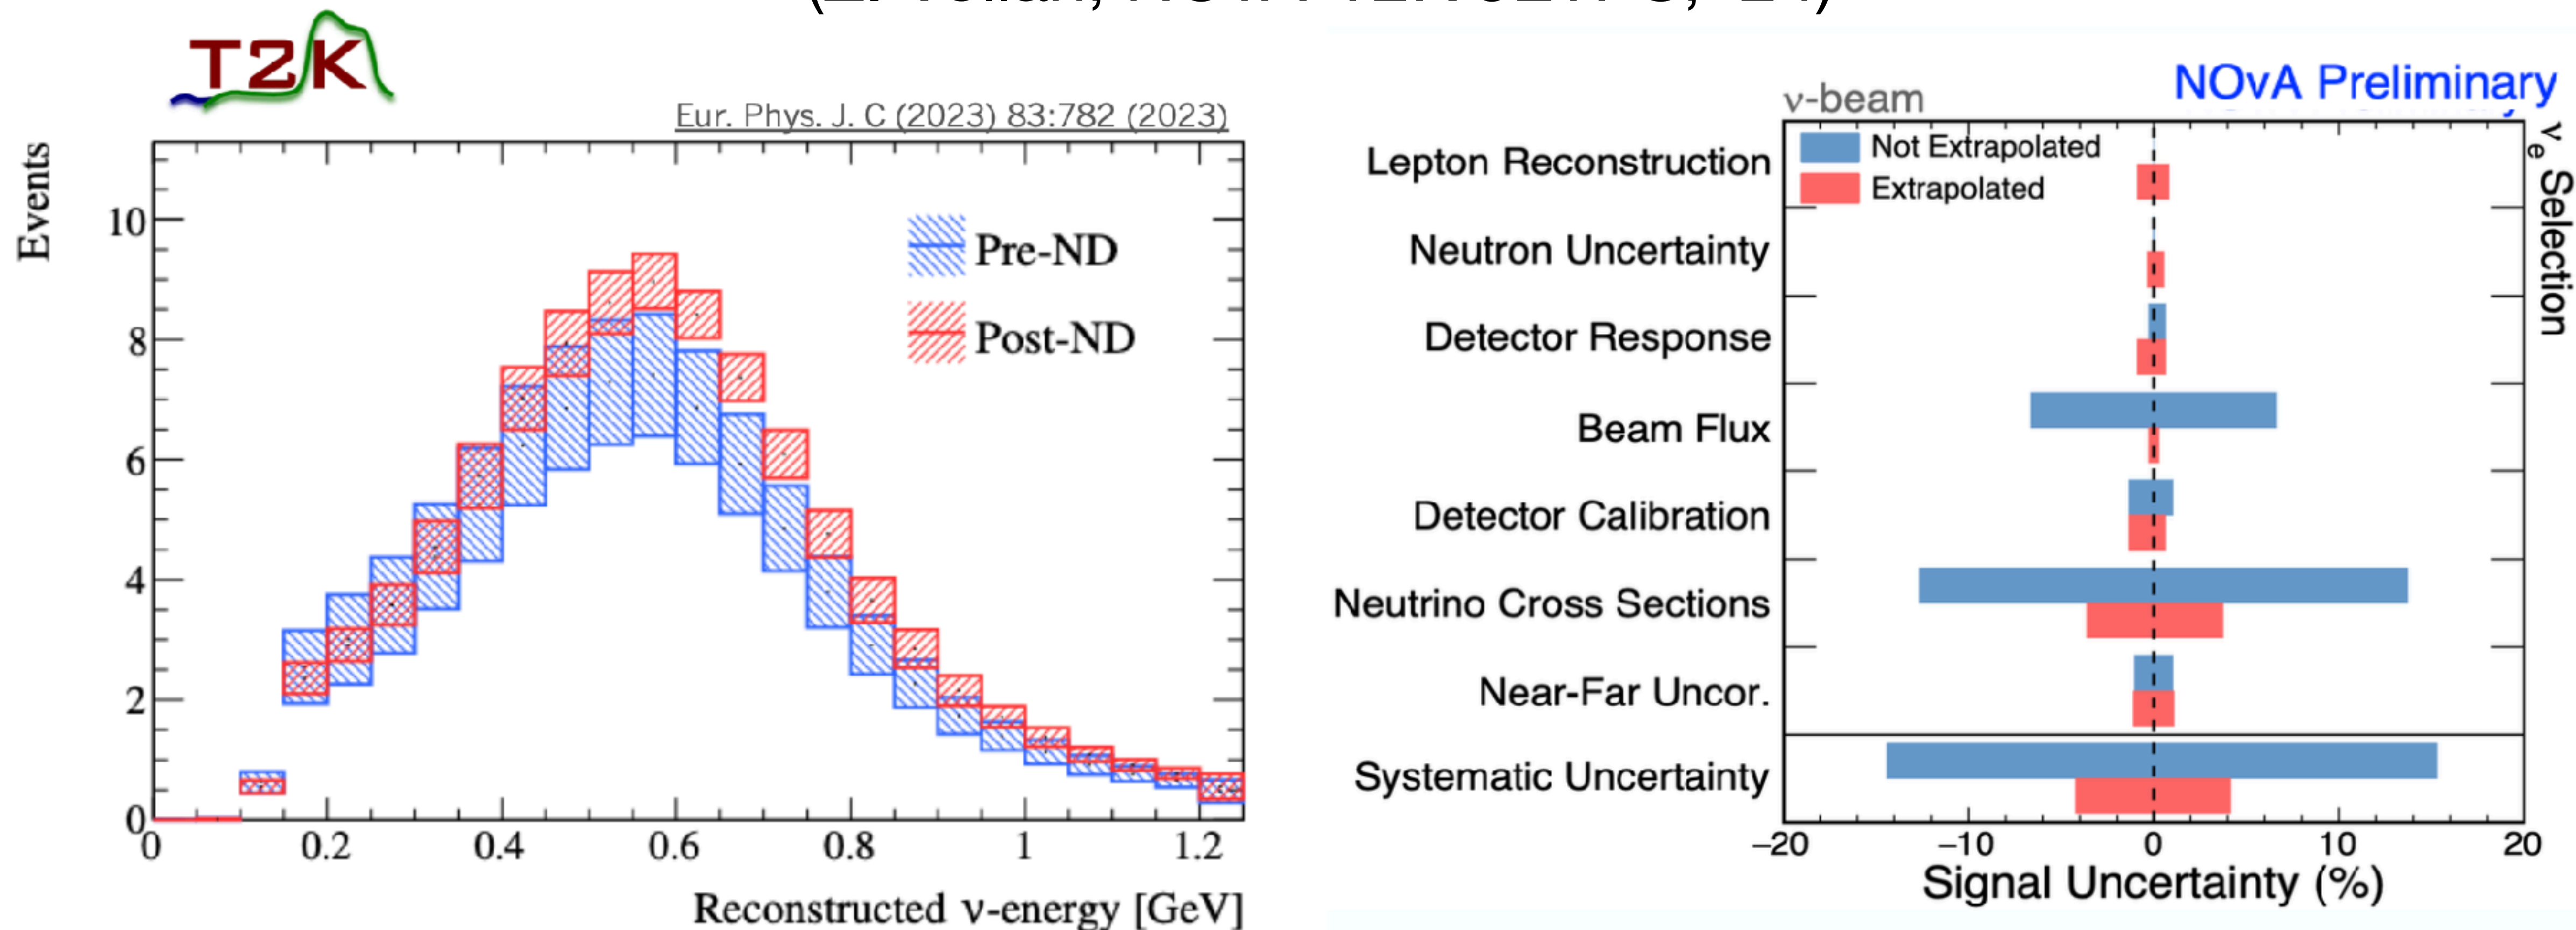 T2K
Eur. Phys. J. C (2023) 83:782 (2023)
Events
10
8
6
4
2
0
Pre-ND
Post-ND
0 0.2 0.4 0.6 0.8 1 1.2
Reconstructed ν-energy [GeV]
NOvA Preliminary
ν-beam
Not Extrapolated
Extrapolated
νe Selection
Lepton Reconstruction
Neutron Uncertainty
Detector Response
Beam Flux
Detector Calibration
Neutrino Cross Sections
Near-Far Uncor.
Systematic Uncertainty
−20 −10 0 10 20
Signal Uncertainty (%)